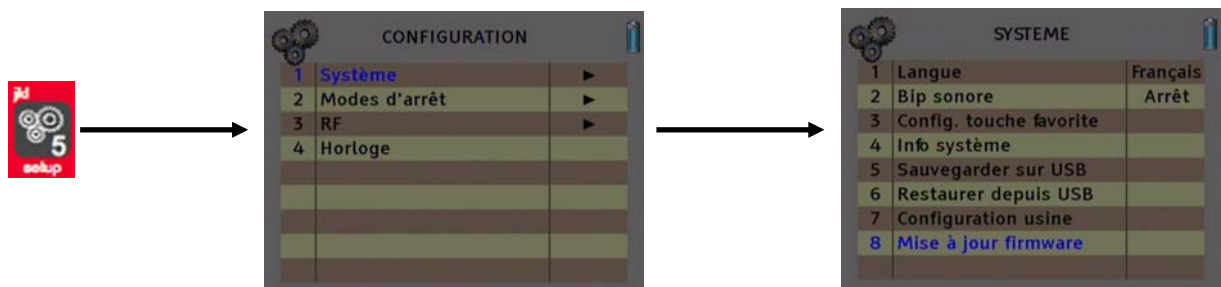 jkl
5
setup
CONFIGURATION
1 Système ►
2 Modes d'arrêt ►
3 RF ►
4 Horloge
SYSTEME
1 Langue Français
2 Bip sonore Arrêt
3 Config. touche favorite
4 Info système
5 Sauvegarder sur USB
6 Restaurer depuis USB
7 Configuration usine
8 Mise à jour firmware